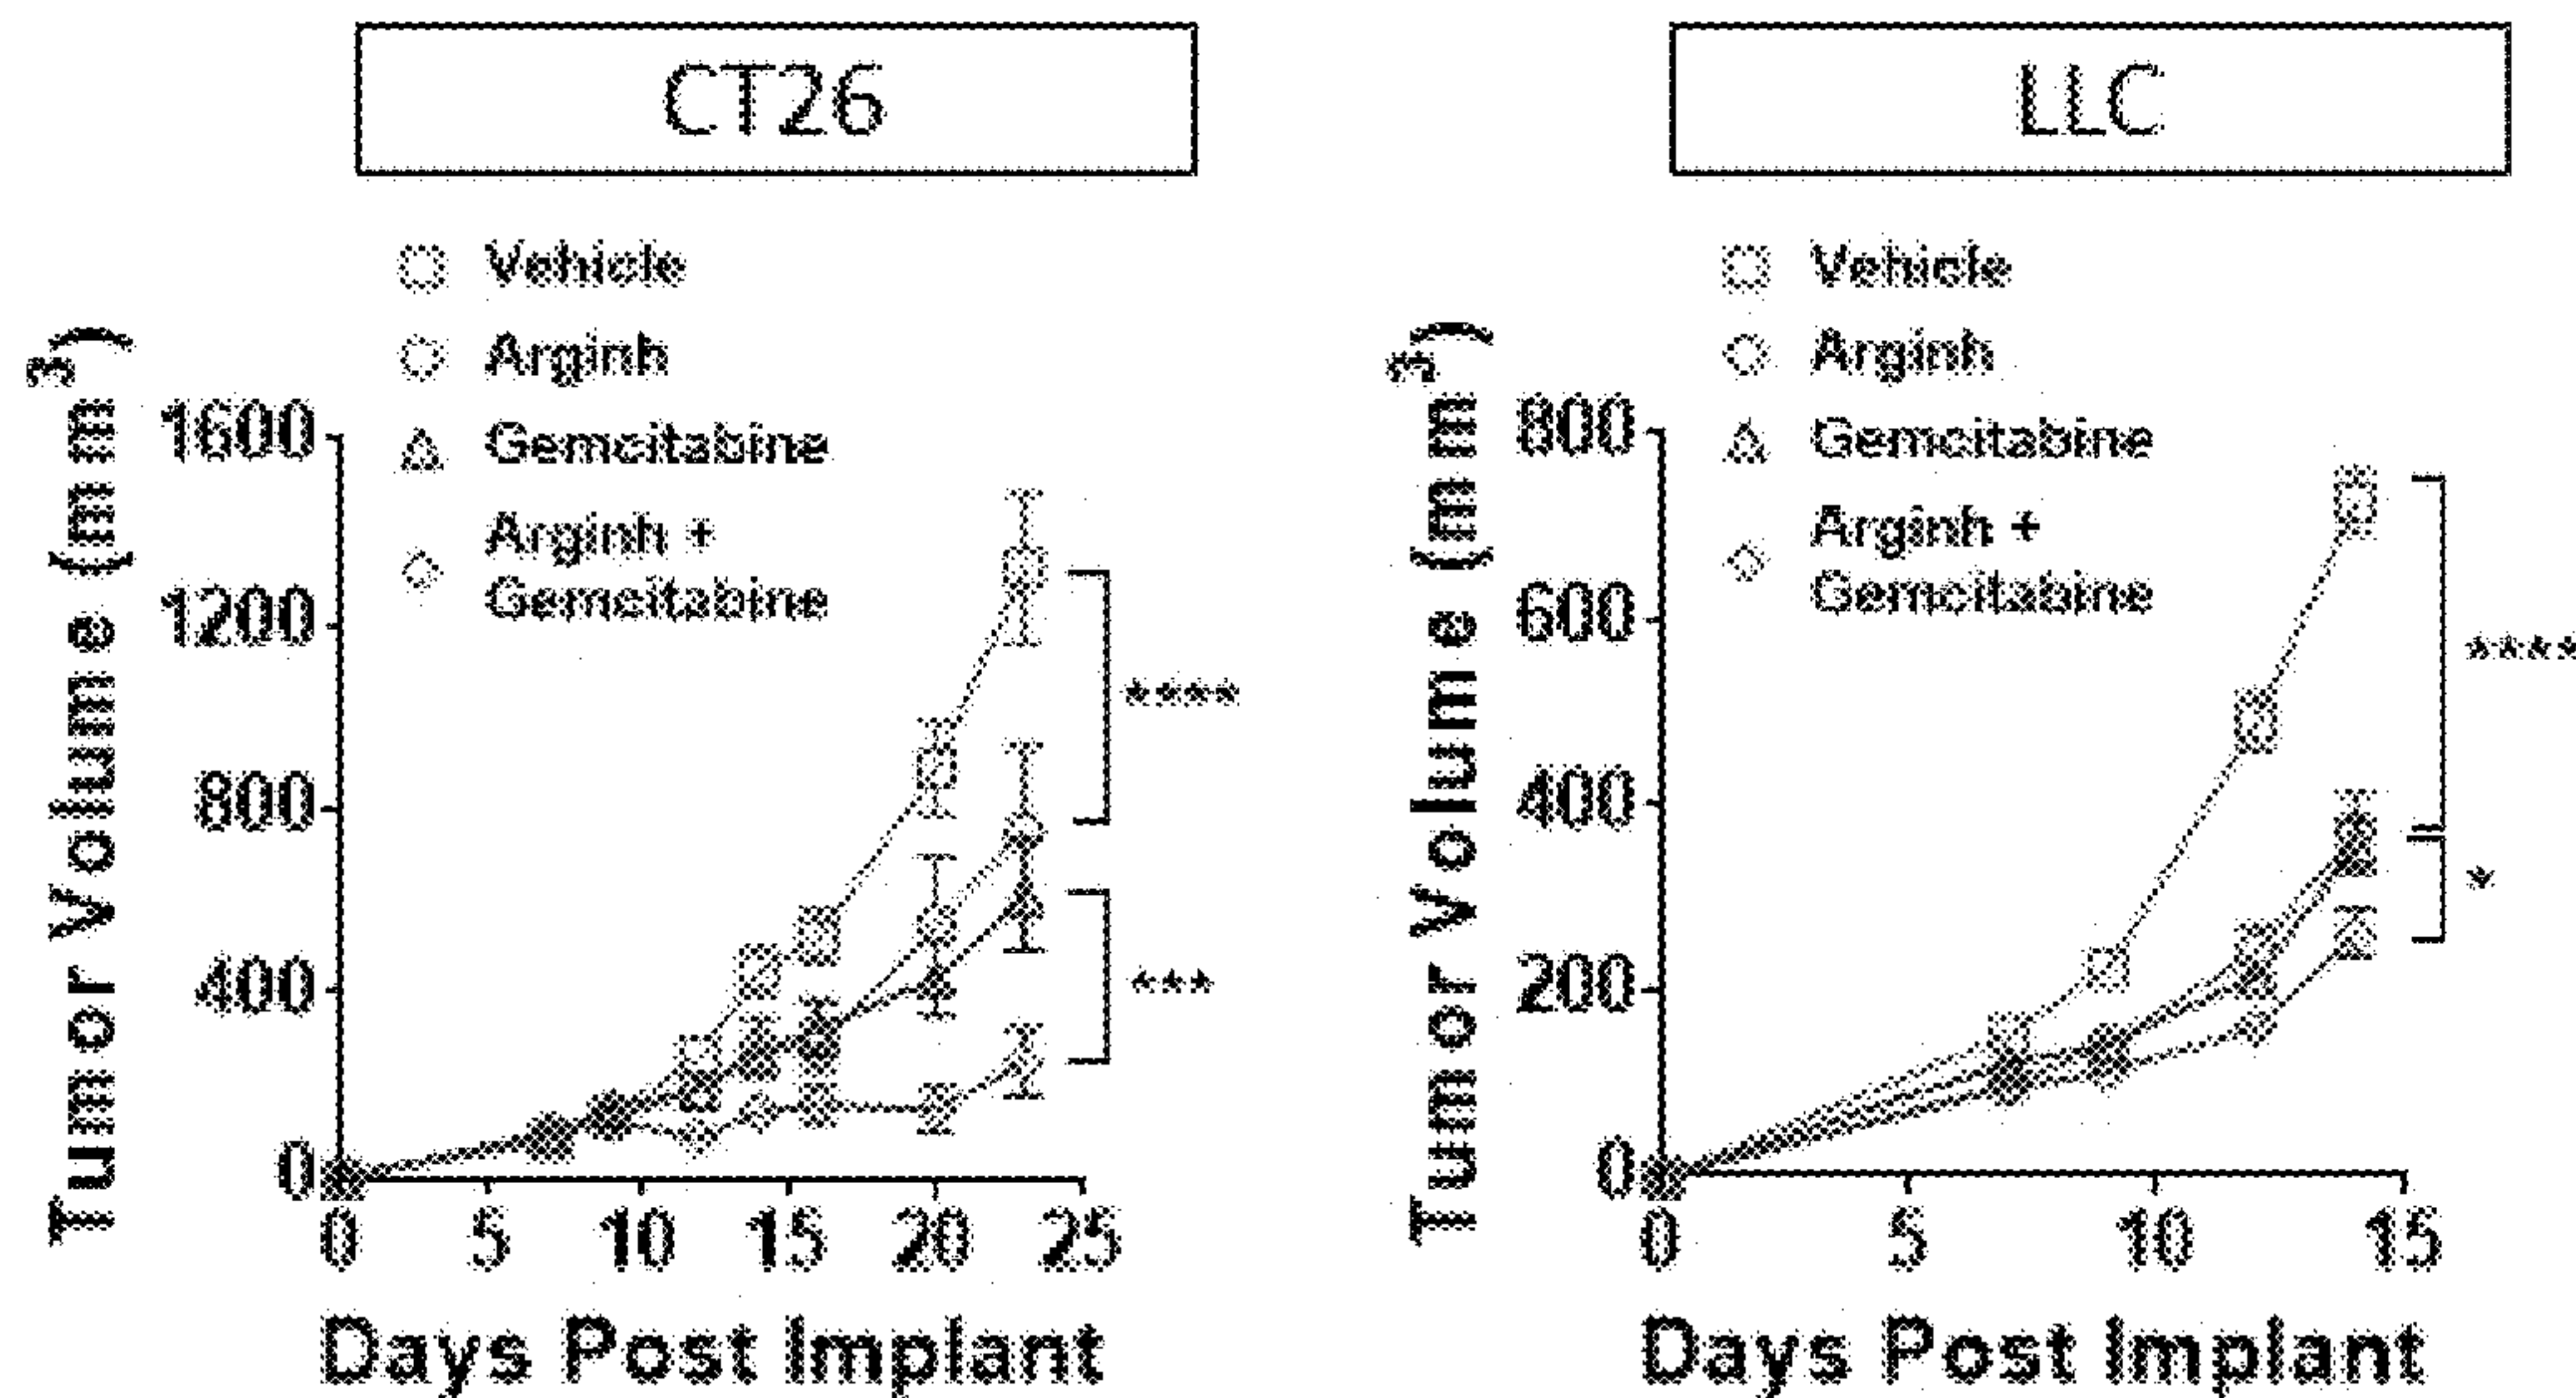 CT26
Vehicle
Arginh
Gemcitabine
Arginh +
Gemcitabine
Tumor Volume (mm3)
1600
1200
800
400
0
0 5 10 15 20 25
Days Post Implant
****
***
LLC
Vehicle
Arginh
Gemcitabine
Arginh +
Gemcitabine
Tumor Volume (mm3)
800
600
400
200
0
0 5 10 15
Days Post Implant
****
*